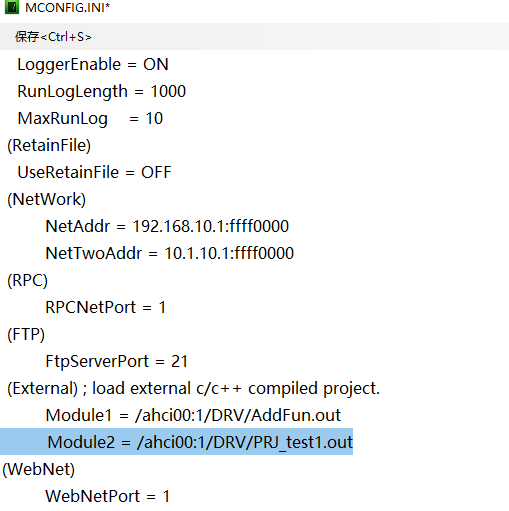 MCONFIG.INI*
保存<Ctrl+S>
LoggerEnable = ON
RunLogLength = 1000
MaxRunLog = 10
(RetainFile)
UseRetainFile = OFF
(NetWork)
NetAddr = 192.168.10.1:ffff0000
NetTwoAddr = 10.1.10.1:ffff0000
(RPC)
RPCNetPort = 1
(FTP)
FtpServerPort = 21
(External) ; load external c/c++ compiled project.
Module1 = /ahci00:1/DRV/AddFun.out
Module2 = /ahci00:1/DRV/PRJ_test1.out
(WebNet)
WebNetPort = 1